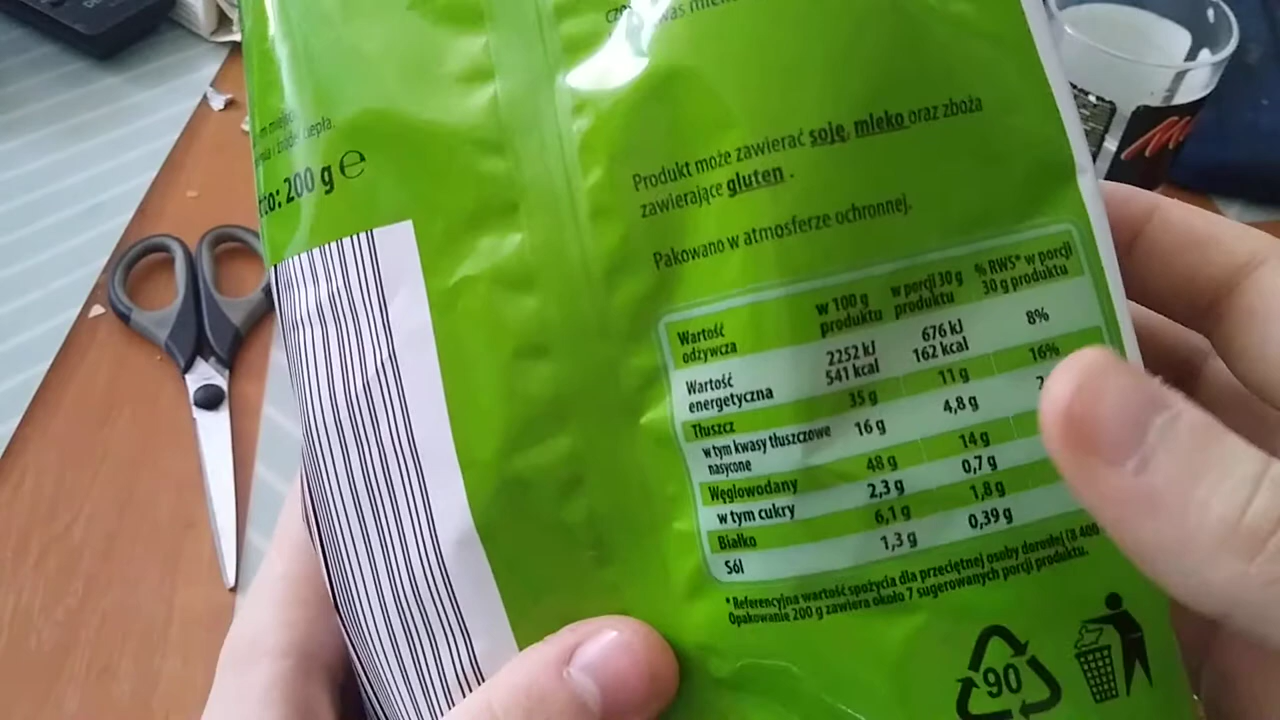 to: 200 g ℮
Produkt może zawierać soję, mleko oraz zboża
zawierające gluten .
Pakowano w atmosferze ochronnej.
Wartość odżywcza w 100 g produktu w porcji 30 g produktu % RWS* w porcji 30 g produktu
Wartość energetyczna 2252 kJ 541 kcal 676 kJ 162 kcal 8%
Tłuszcz 35 g 11 g 16%
w tym kwasy tłuszczowe nasycone 16 g 4,8 g 2
Węglowodany 48 g 14 g
w tym cukry 2,3 g 0,7 g
Białko 6,1 g 1,8 g
Sól 1,3 g 0,39 g
* Referencyjna wartość spożycia dla przeciętnej osoby dorosłej (8 400
Opakowanie 200 g zawiera około 7 sugerowanych porcji produktu.
90